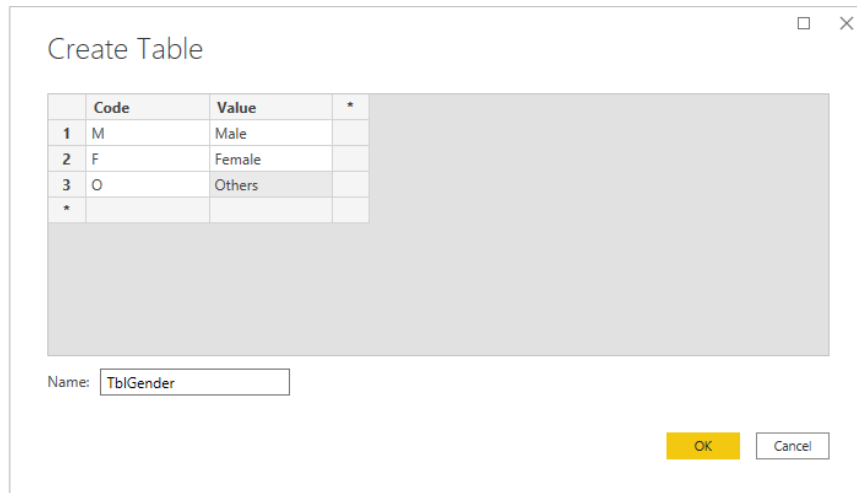 Create Table
Code Value *
1 M Male
2 F Female
3 O Others
*
Name: TblGender
OK Cancel